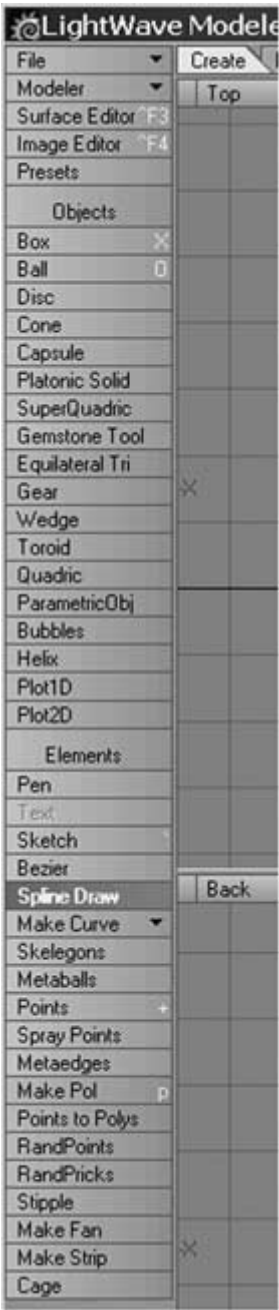 LightWave Modele
File
Create
Modeler
Top
Surface Editor ^F3
Image Editor ^F4
Presets
Objects
Box X
Ball O
Disc
Cone
Capsule
Platonic Solid
SuperQuadric
Gemstone Tool
Equilateral Tri
Gear
Wedge
Toroid
Quadric
ParametricObj
Bubbles
Helix
Plot1D
Plot2D
Elements
Pen
Text
Sketch `
Bezier
Spline Draw
Back
Make Curve
Skelegons
Metaballs
Points +
Spray Points
Metaedges
Make Pol p
Points to Polys
RandPoints
RandPricks
Stipple
Make Fan
Make Strip
Cage
X
X